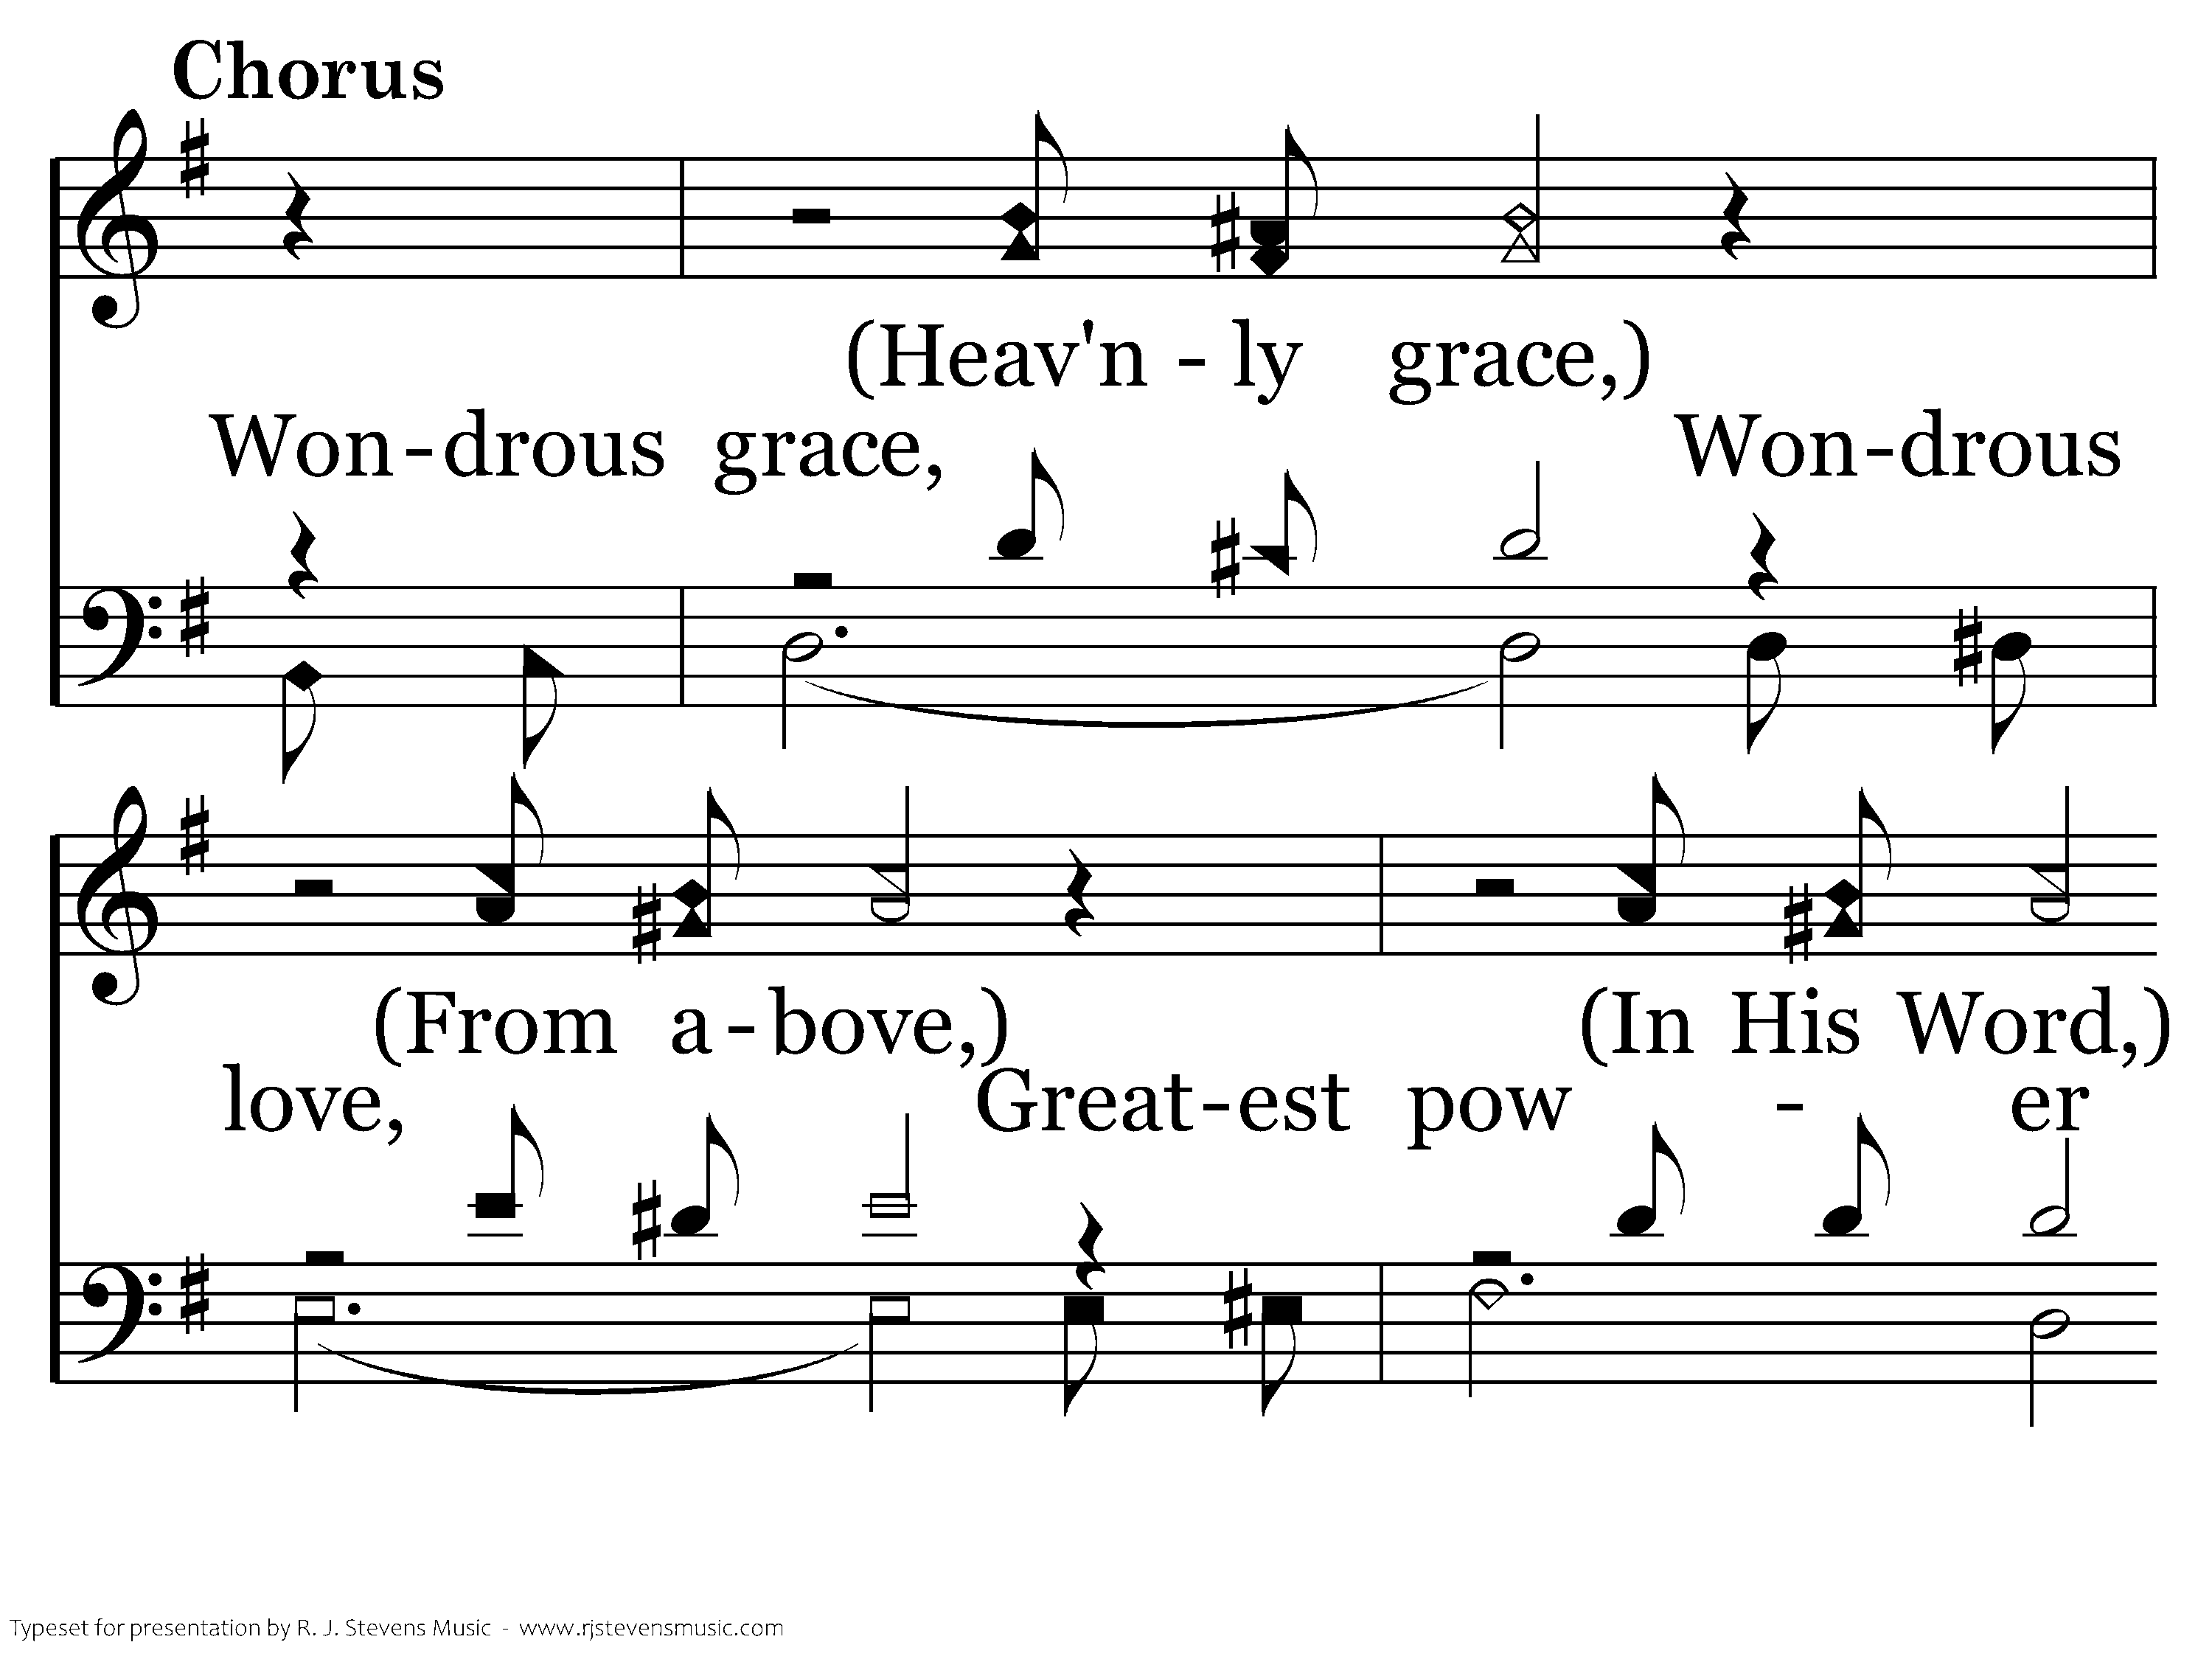 Chorus
(Heav'n - ly grace,)
Won-drous grace, Won-drous
(From a-bove,) (In His Word,)
love, Great-est pow - er
Typeset for presentation by R. J. Stevens Music - www.rjstevensmusic.com